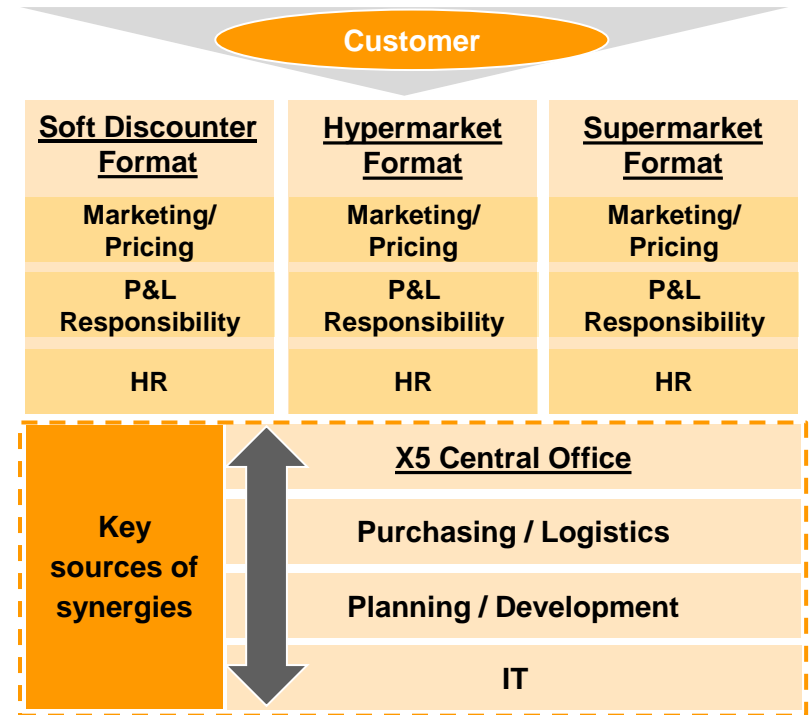 Customer
Soft Discounter
Format
Marketing/
Pricing
P&L
Responsibility
HR
Hypermarket
Format
Marketing/
Pricing
P&L
Responsibility
HR
Supermarket
Format
Marketing/
Pricing
P&L
Responsibility
HR
Key
sources of
synergies
X5 Central Office
Purchasing / Logistics
Planning / Development
IT